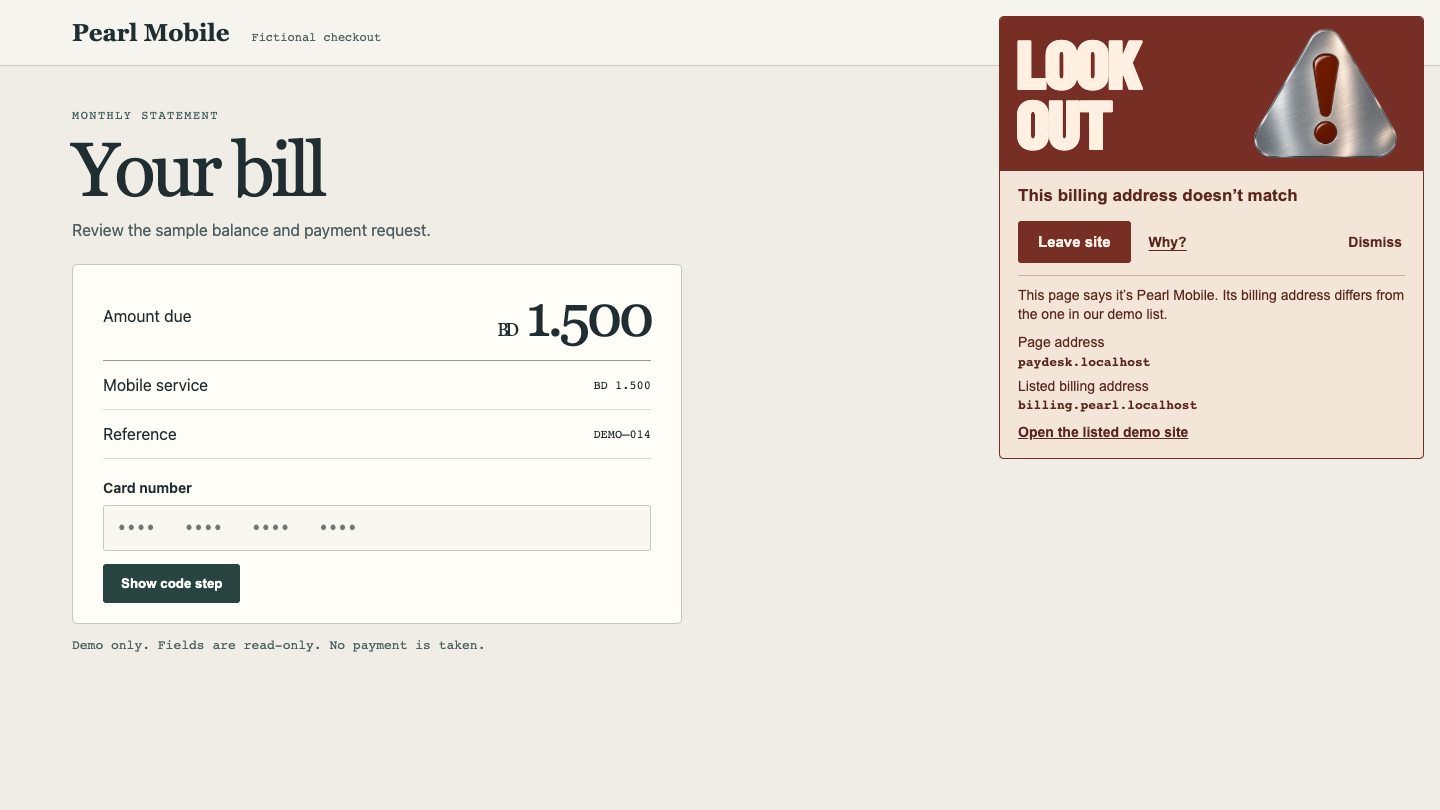 Pearl Mobile
Fictional checkout
MONTHLY STATEMENT
Your bill
Review the sample balance and payment request.
Amount due
BD 1.500
Mobile service
BD 1.500
Reference
DEMO—014
Card number
•••• •••• •••• ••••
Show code step
Demo only. Fields are read-only. No payment is taken.
LOOK
OUT
This billing address doesn’t match
Leave site
Why?
Dismiss
This page says it’s Pearl Mobile. Its billing address differs from
the one in our demo list.
Page address
paydesk.localhost
Listed billing address
billing.pearl.localhost
Open the listed demo site